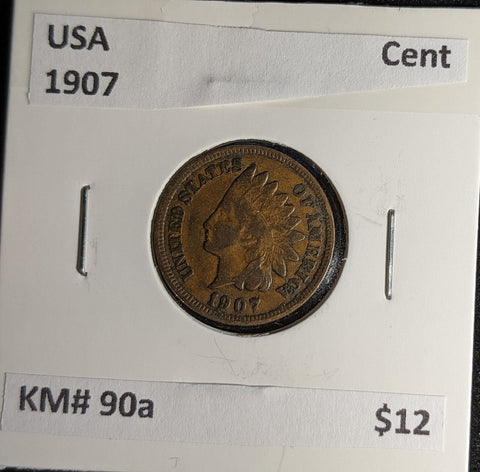 USA Cent
1907
UNITED STATES OF AMERICA
1907
KM# 90a $12